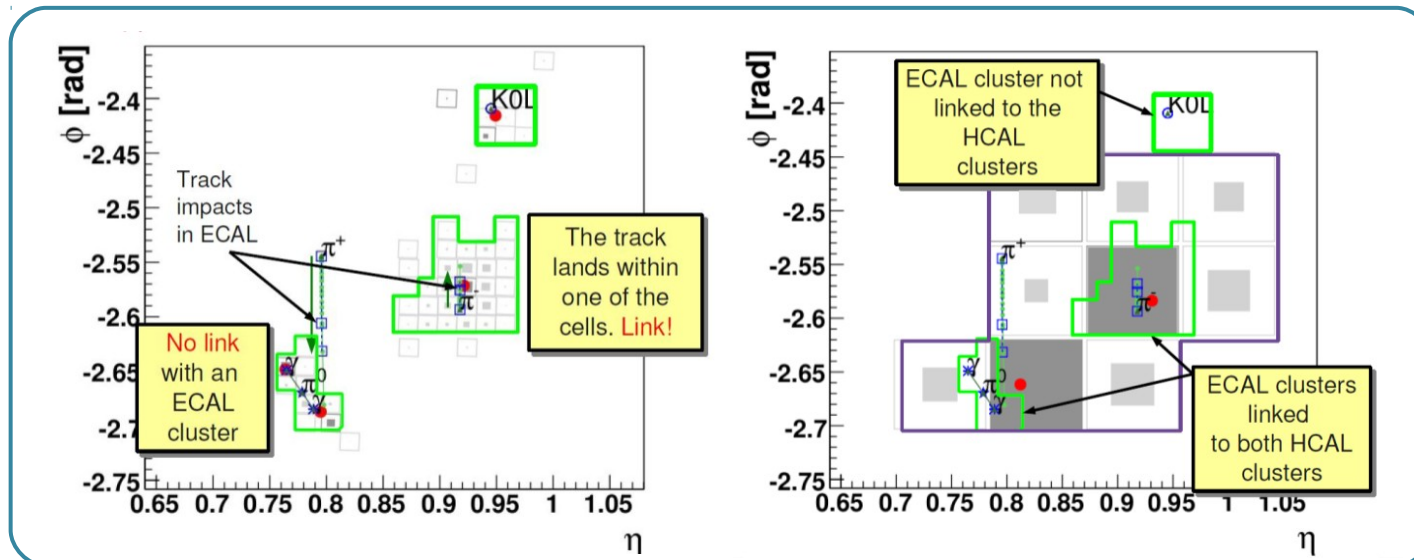 ϕ [rad]
-2.4
-2.45
-2.5
-2.55
-2.6
-2.65
-2.7
-2.75
0.65 0.7 0.75 0.8 0.85 0.9 0.95 1 1.05
η
K0L
Track
impacts
in ECAL
π+
π-
γ
π0
γ
No link
with an
ECAL
cluster
The track
lands within
one of the
cells. Link!
ϕ [rad]
-2.4
-2.45
-2.5
-2.55
-2.6
-2.65
-2.7
-2.75
0.65 0.7 0.75 0.8 0.85 0.9 0.95 1 1.05
η
ECAL cluster not
linked to the
HCAL
clusters
K0L
π+
π-
γ
π0
γ
ECAL clusters
linked
to both HCAL
clusters